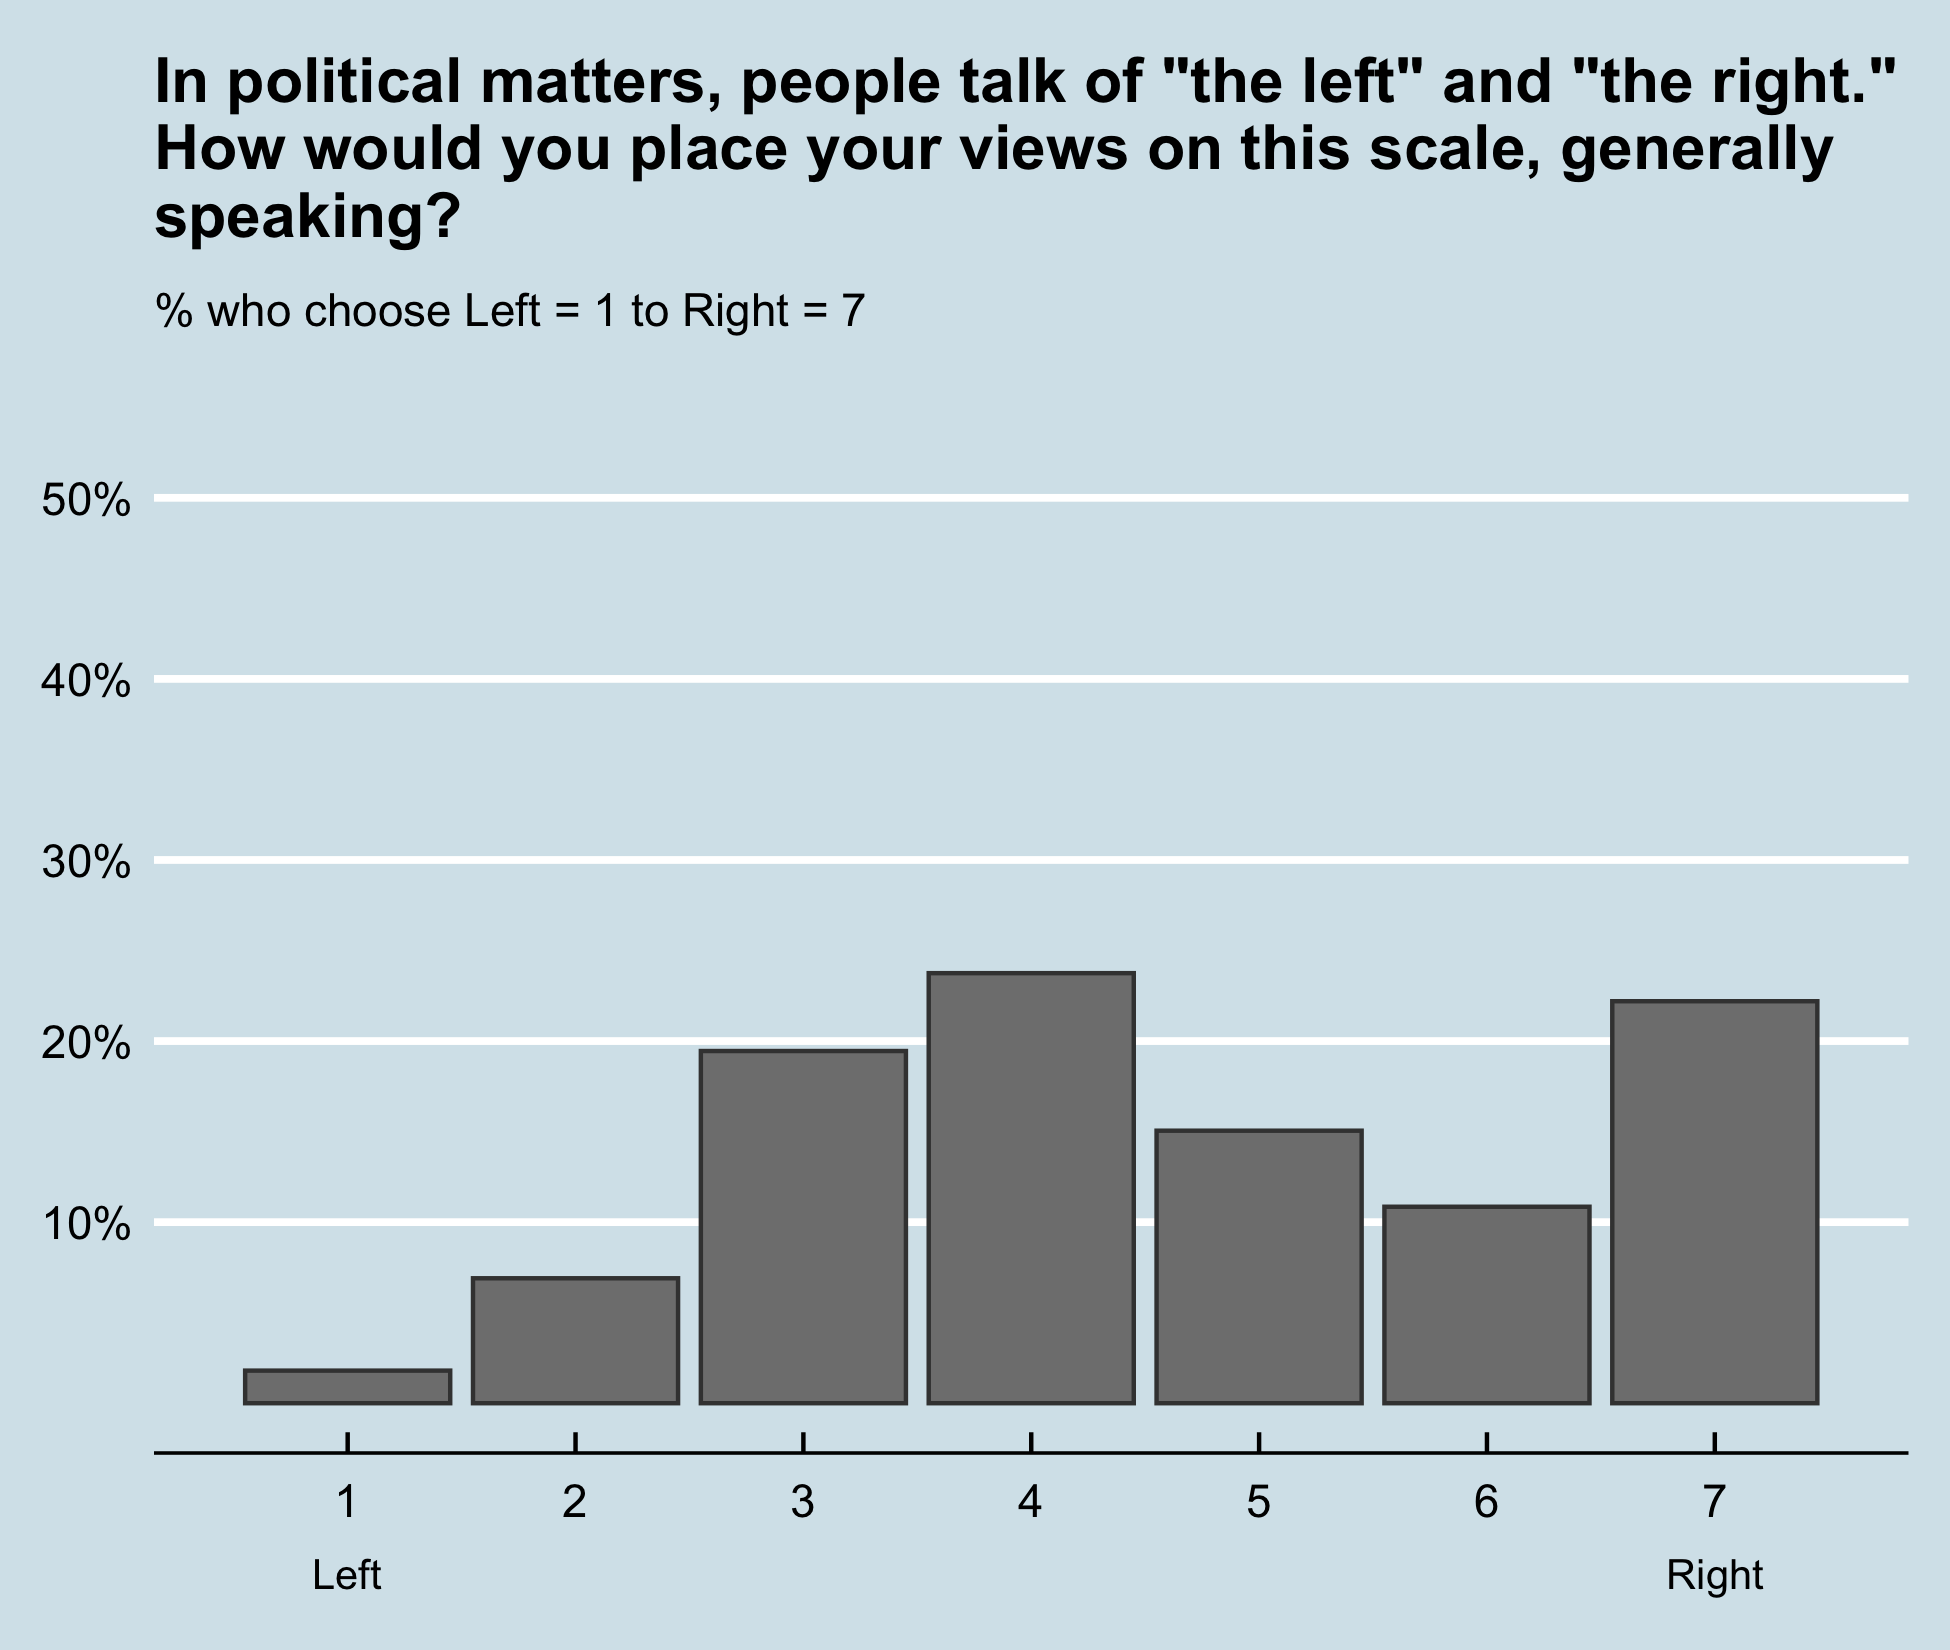 In political matters, people talk of "the left" and "the right."
How would you place your views on this scale, generally
speaking?
% who choose Left = 1 to Right = 7
50%
40%
30%
20%
10%
1 2 3 4 5 6 7
Left Right